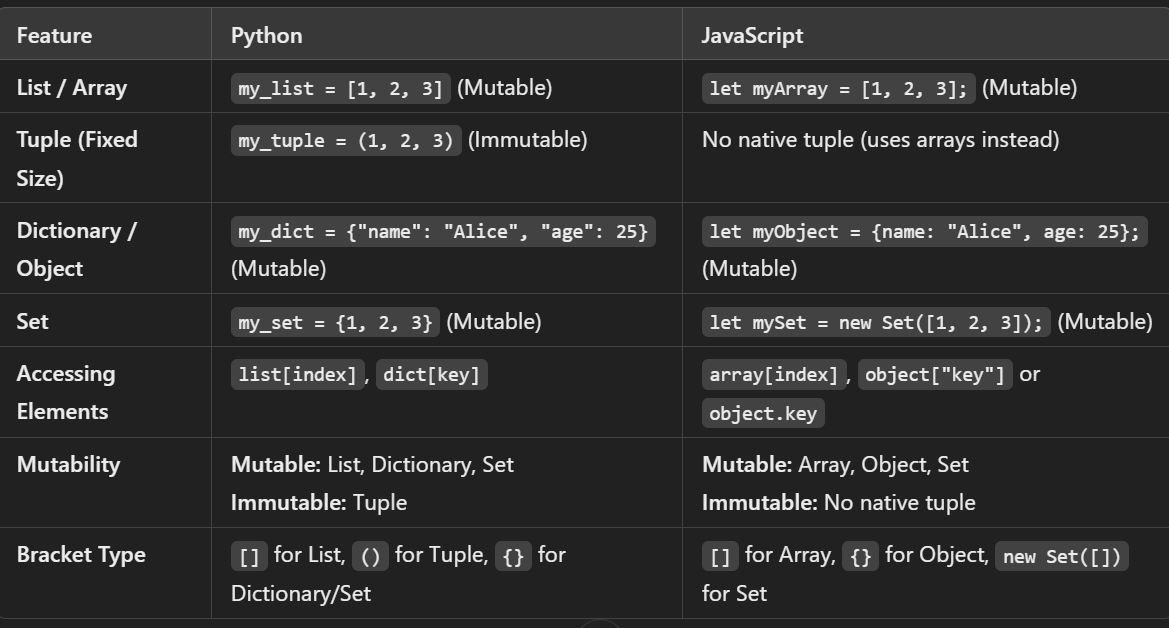 Feature Python JavaScript
List / Array my_list = [1, 2, 3] (Mutable) let myArray = [1, 2, 3]; (Mutable)
Tuple (Fixed my_tuple = (1, 2, 3) (Immutable) No native tuple (uses arrays instead)
Size)
Dictionary / my_dict = {"name": "Alice", "age": 25} let myObject = {name: "Alice", age: 25};
Object (Mutable) (Mutable)
Set my_set = {1, 2, 3} (Mutable) let mySet = new Set([1, 2, 3]); (Mutable)
Accessing list[index], dict[key] array[index], object["key"] or
Elements object.key
Mutability Mutable: List, Dictionary, Set Mutable: Array, Object, Set
Immutable: Tuple Immutable: No native tuple
Bracket Type [] for List, () for Tuple, {} for [] for Array, {} for Object, new Set([])
Dictionary/Set for Set